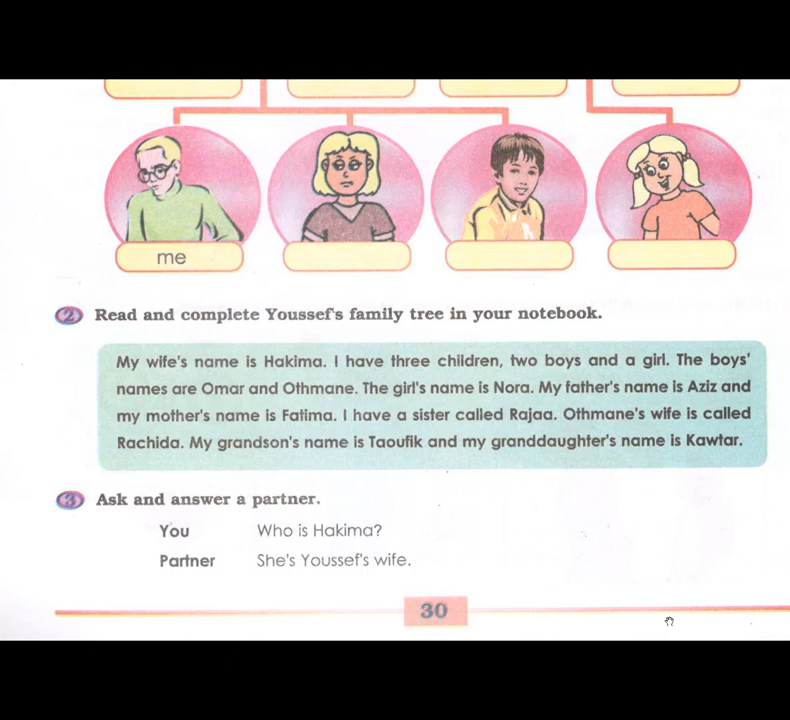 me
2 Read and complete Youssef's family tree in your notebook.
My wife's name is Hakima. I have three children, two boys and a girl. The boys'
names are Omar and Othmane. The girl's name is Nora. My father's name is Aziz and
my mother's name is Fatima. I have a sister called Rajaa. Othmane's wife is called
Rachida. My grandson's name is Taoufik and my granddaughter's name is Kawtar.
3 Ask and answer a partner.
You Who is Hakima?
Partner She's Youssef's wife.
30